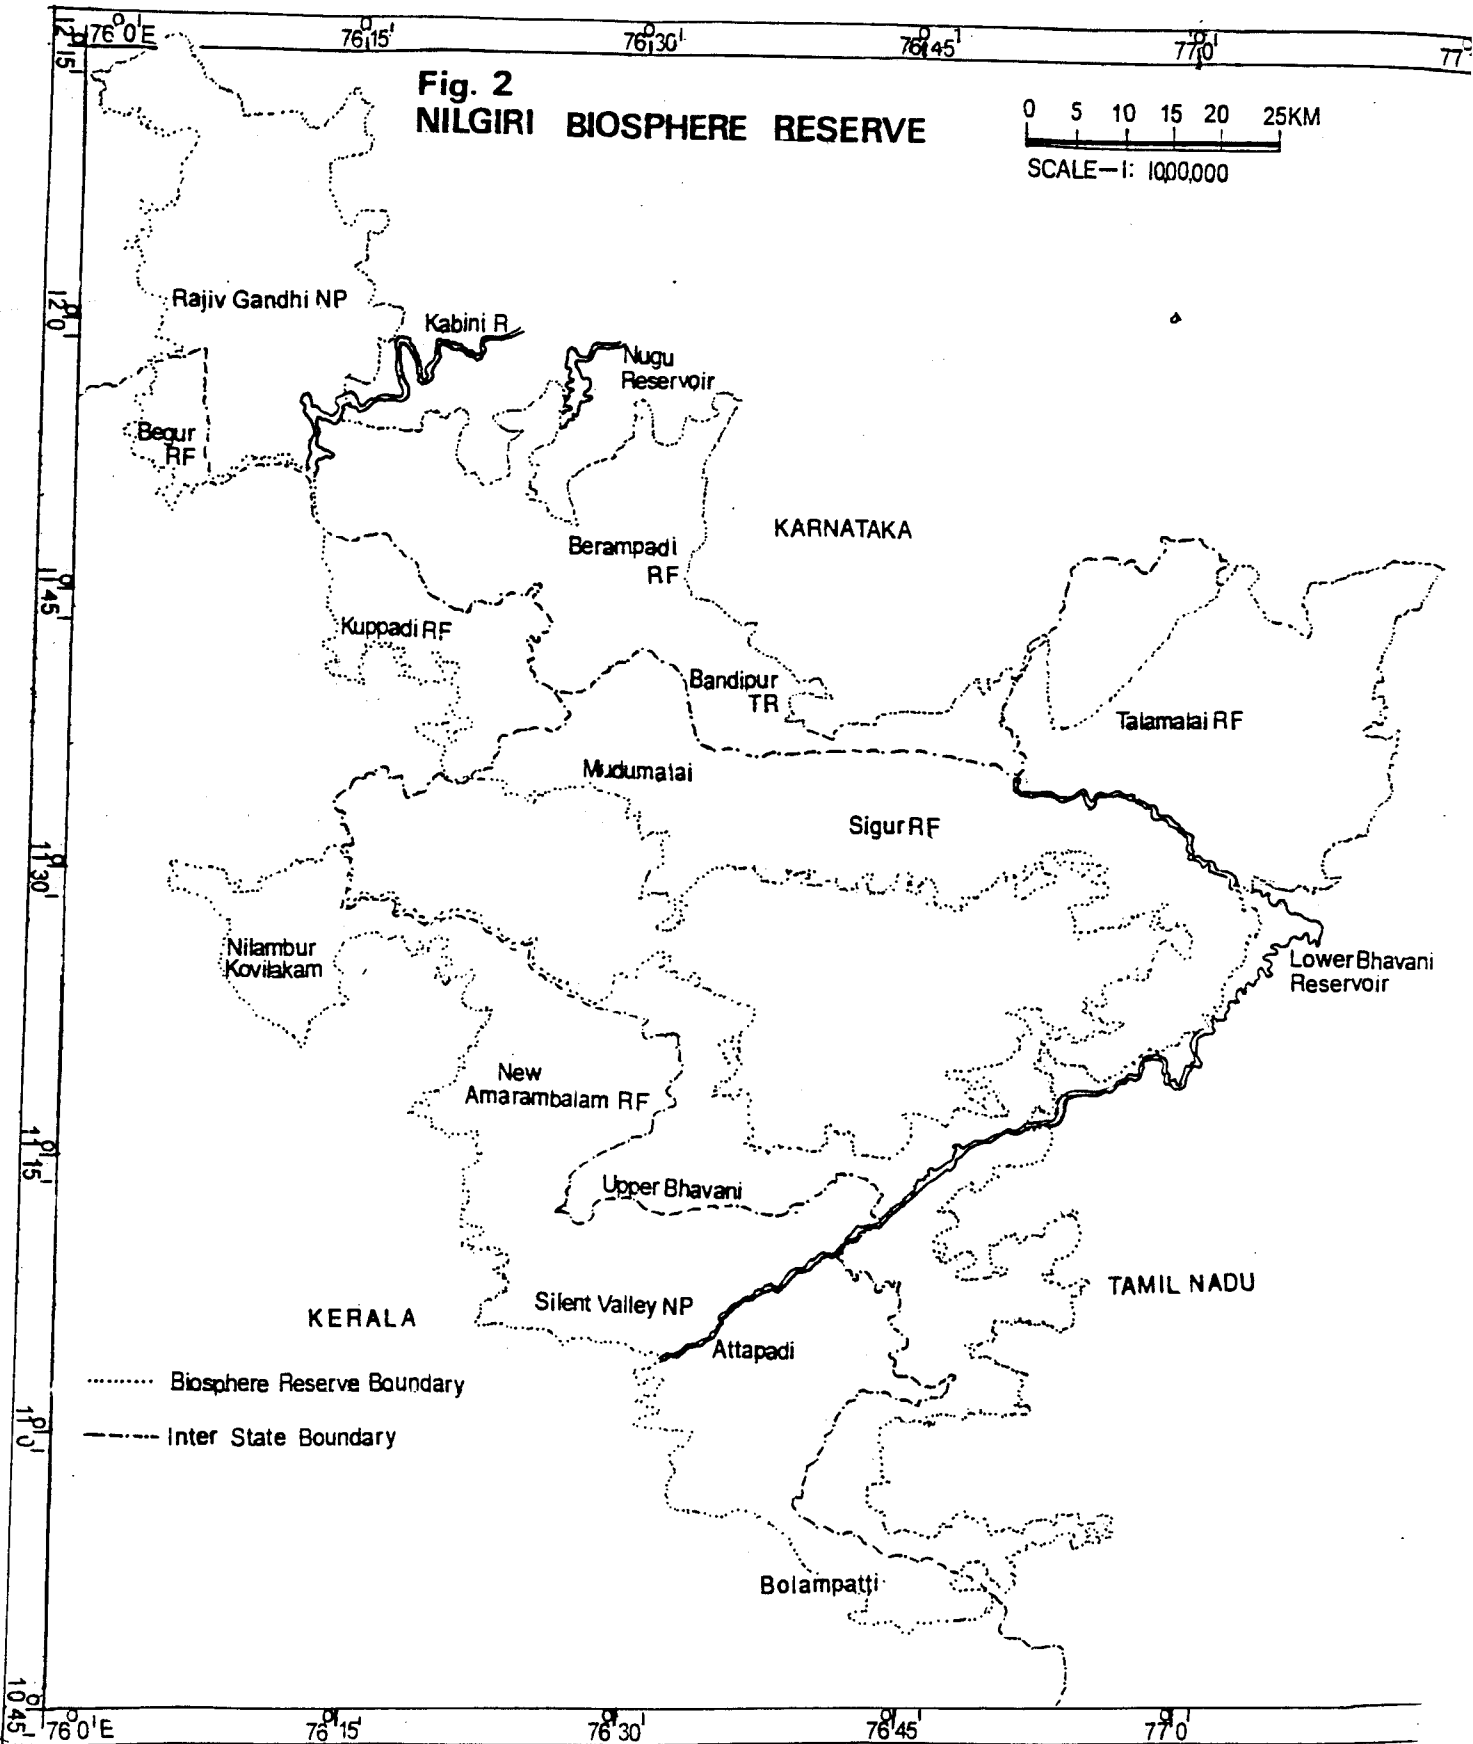 76°0'E
76°15'
76°30'
76°45'
77°0'
77°
12°15'
Fig. 2
NILGIRI BIOSPHERE RESERVE
0 5 10 15 20 25KM
SCALE—1: 10,00,000
Rajiv Gandhi NP
12°0'
Kabini R
Nugu
Reservoir
Begur
RF
KARNATAKA
Berampadi
RF
11°45'
Kuppadi RF
Bandipur
TR
Talamalai RF
Mudumalai
Sigur RF
11°30'
Nilambur
Kovilakam
Lower Bhavani
Reservoir
New
Amarambalam RF
11°15'
Upper Bhavani
TAMIL NADU
Silent Valley NP
KERALA
Attapadi
Biosphere Reserve Boundary
11°0'
Inter State Boundary
Bolampatti
10°45'
76°0'E
76°15'
76°30'
76°45'
77°0'